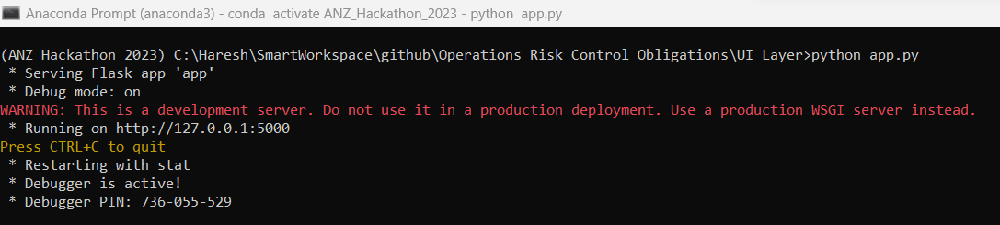 Anaconda Prompt (anaconda3) - conda  activate ANZ_Hackathon_2023 - python  app.py
(ANZ_Hackathon_2023) C:\Haresh\SmartWorkspace\github\Operations_Risk_Control_Obligations\UI_Layer>python app.py
 * Serving Flask app 'app'
 * Debug mode: on
WARNING: This is a development server. Do not use it in a production deployment. Use a production WSGI server instead.
 * Running on http://127.0.0.1:5000
Press CTRL+C to quit
 * Restarting with stat
 * Debugger is active!
 * Debugger PIN: 736-055-529